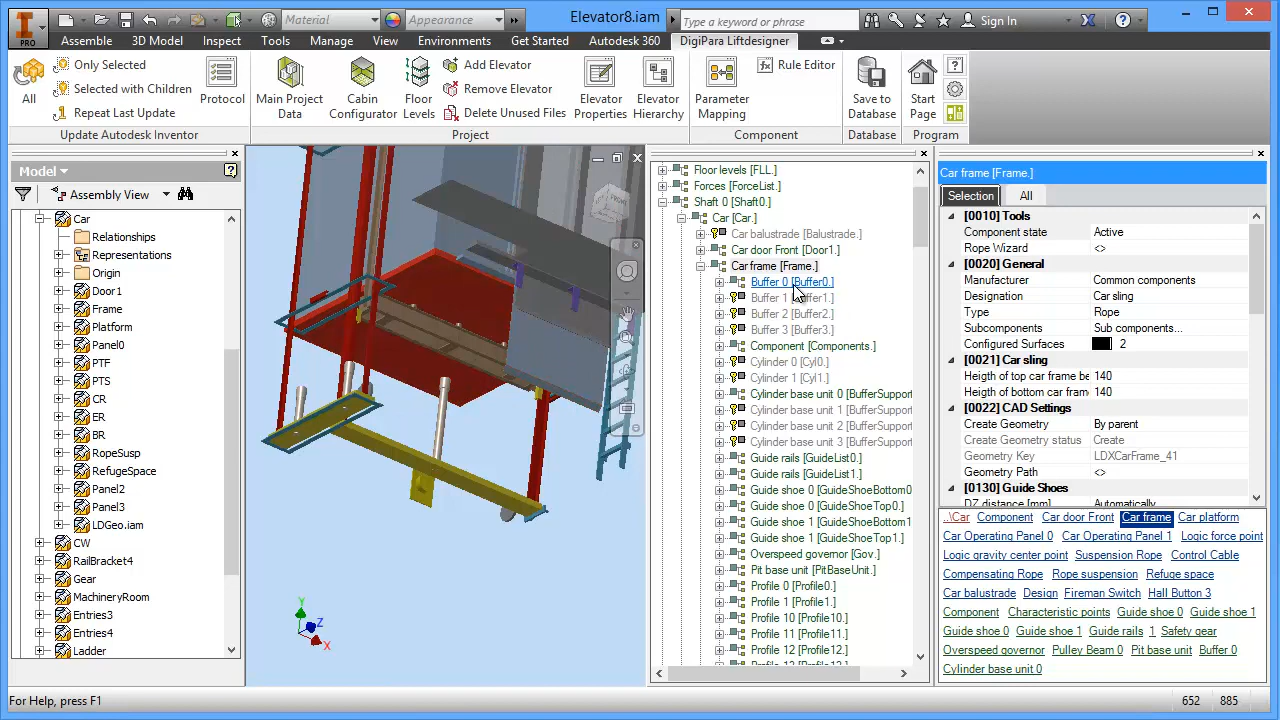 PRO
Material
Appearance
Elevator8.iam
Type a keyword or phrase
Sign In
Assemble
3D Model
Inspect
Tools
Manage
View
Environments
Get Started
Autodesk 360
DigiPara Liftdesigner
All
Only Selected
Selected with Children
Repeat Last Update
Protocol
Update Autodesk Inventor
Main Project
Data
Cabin
Configurator
Floor
Levels
Add Elevator
Remove Elevator
Delete Unused Files
Elevator
Properties
Elevator
Hierarchy
Project
Parameter
Mapping
Rule Editor
Component
Save to
Database
Database
Start
Page
Program
Model
Assembly View
Car
Relationships
Representations
Origin
Door1
Frame
Platform
Panel0
PTF
PTS
CR
ER
BR
RopeSusp
RefugeSpace
Panel2
Panel3
LDGeo.iam
CW
RailBracket4
Gear
MachineryRoom
Entries3
Entries4
Ladder
Y
Z
X
Floor levels [FLL.]
Forces [ForceList.]
Shaft 0 [Shaft0.]
Car [Car.]
Car balustrade [Balustrade.]
Car door Front [Door1.]
Car frame [Frame.]
Buffer 0 [Buffer0.]
Buffer 1 [Buffer1.]
Buffer 2 [Buffer2.]
Buffer 3 [Buffer3.]
Component [Components.]
Cylinder 0 [Cyl0.]
Cylinder 1 [Cyl1.]
Cylinder base unit 0 [BufferSupport
Cylinder base unit 1 [BufferSupport
Cylinder base unit 2 [BufferSupport
Cylinder base unit 3 [BufferSupport
Guide rails [GuideList0.]
Guide rails [GuideList1.]
Guide shoe 0 [GuideShoeBottom0
Guide shoe 0 [GuideShoeTop0.]
Guide shoe 1 [GuideShoeBottom1
Guide shoe 1 [GuideShoeTop1.]
Overspeed governor [Gov.]
Pit base unit [PitBaseUnit.]
Profile 0 [Profile0.]
Profile 1 [Profile1.]
Profile 10 [Profile10.]
Profile 11 [Profile11.]
Profile 12 [Profile12.]
Car frame [Frame.]
Selection
All
[0010] Tools
Component state Active
Rope Wizard <>
[0020] General
Manufacturer Common components
Designation Car sling
Type Rope
Subcomponents Sub components...
Configured Surfaces 2
[0021] Car sling
Heigth of top car frame be 140
Heigth of bottom car frame 140
[0022] CAD Settings
Create Geometry By parent
Create Geometry status Create
Geometry Key LDXCarFrame_41
Geometry Path <>
[0130] Guide Shoes
DZ distance [mm] Automatically
..\Car Component Car door Front Car frame Car platform
Car Operating Panel 0 Car Operating Panel 1 Logic force point
Logic gravity center point Suspension Rope Control Cable
Compensating Rope Rope suspension Refuge space
Car balustrade Design Fireman Switch Hall Button 3
Component Characteristic points Guide shoe 0 Guide shoe 1
Guide shoe 0 Guide shoe 1 Guide rails 1 Safety gear
Overspeed governor Pulley Beam 0 Pit base unit Buffer 0
Cylinder base unit 0
For Help, press F1
652
885